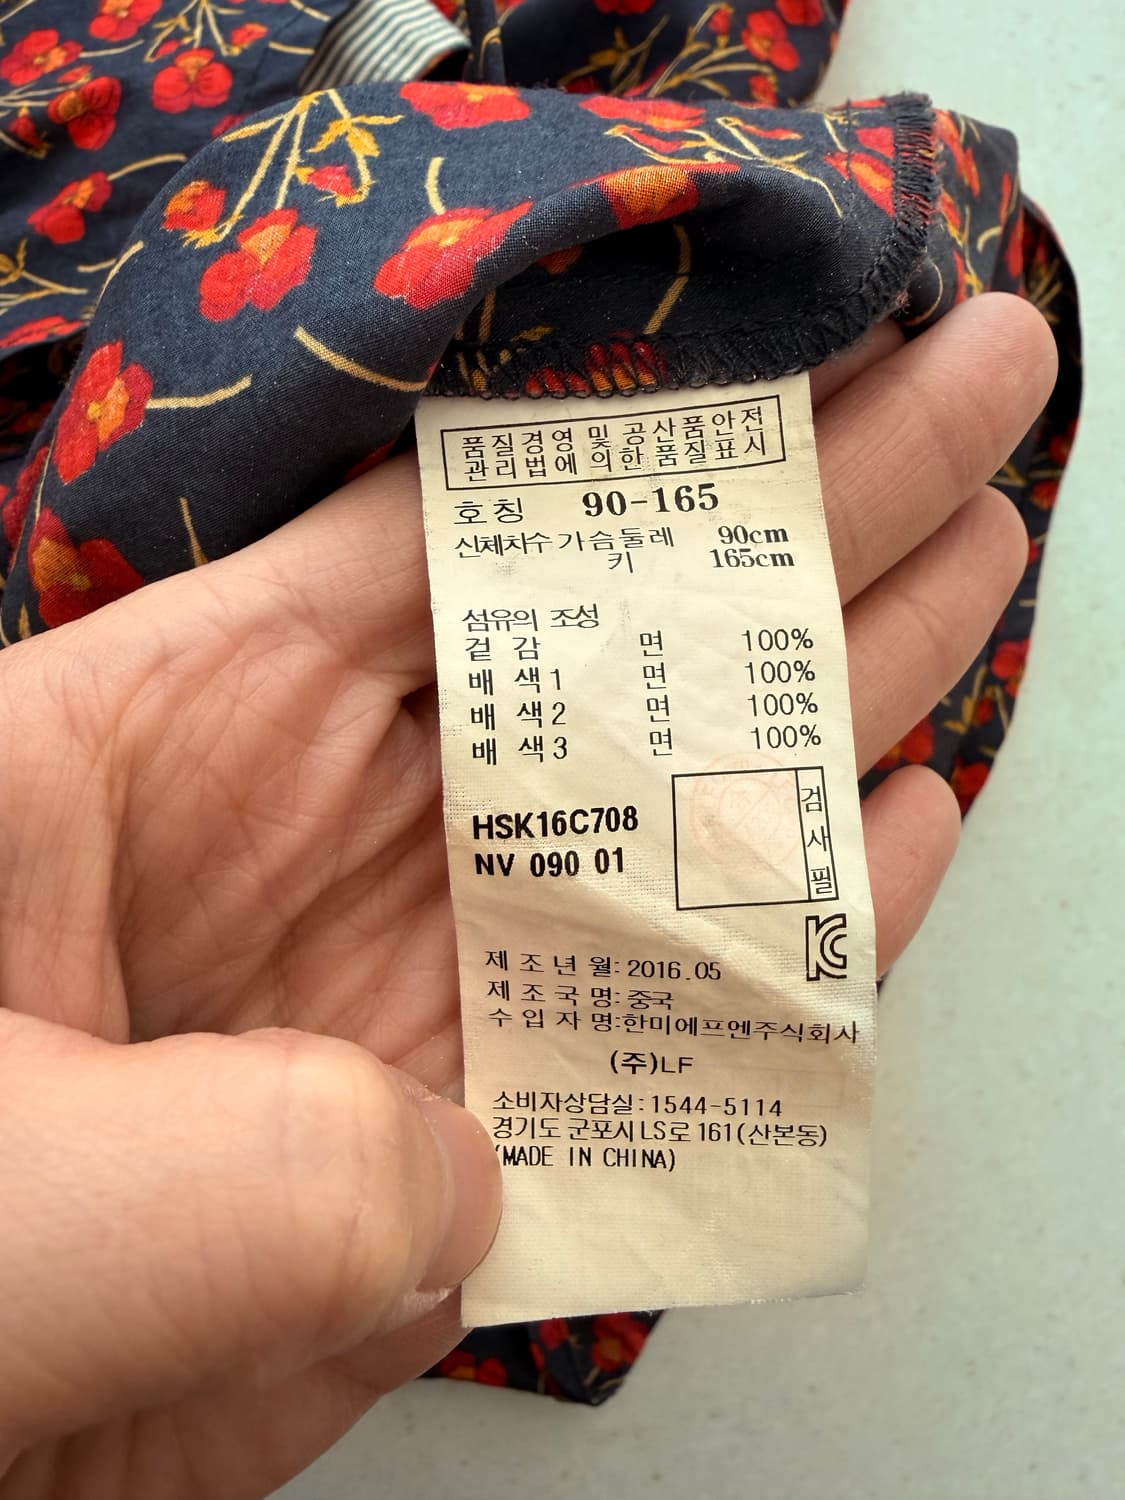 품질경영 및 공산품안전
관리법에 의한 품질표시
호칭 90-165
신체치수 가슴둘레 90cm
키 165cm
섬유의 조성
겉 감 면 100%
배 색1 면 100%
배 색2 면 100%
배 색3 면 100%
HSK16C708
NV 090 01
검사필
제조년월: 2016.05
제조국명: 중국
수입자명:한미에프엔주식회사
(주)LF
소비자상담실:1544-5114
경기도 군포시 LS로 161(산본동)
(MADE IN CHINA)